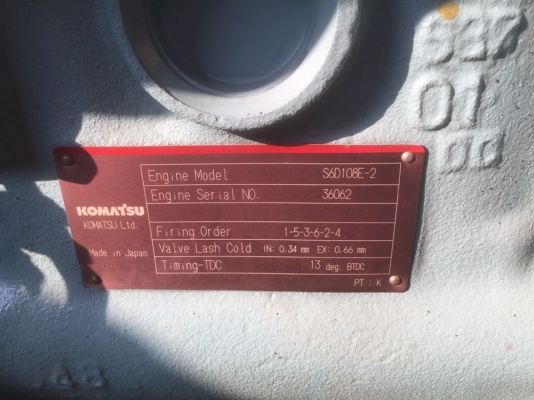 Engine Model S6D108E-2
Engine Serial NO. 36062
KOMATSU
KOMATSU Ltd.
Firing Order 1-5-3-6-2-4
Valve Lash Cold IN: 0.34 mm EX: 0.66 mm
Made in Japan
Timing-TDC 13 deg. BTDC
PT : K